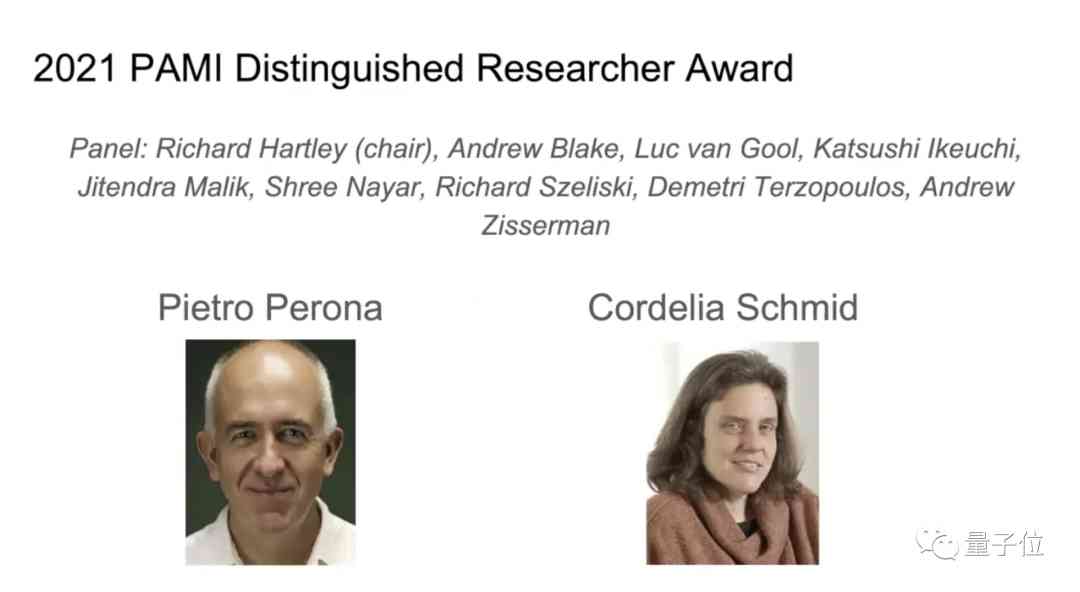 2021 PAMI Distinguished Researcher Award
Panel: Richard Hartley (chair), Andrew Blake, Luc van Gool, Katsushi Ikeuchi,
Jitendra Malik, Shree Nayar, Richard Szeliski, Demetri Terzopoulos, Andrew
Zisserman
Pietro Perona
Cordelia Schmid
量子位